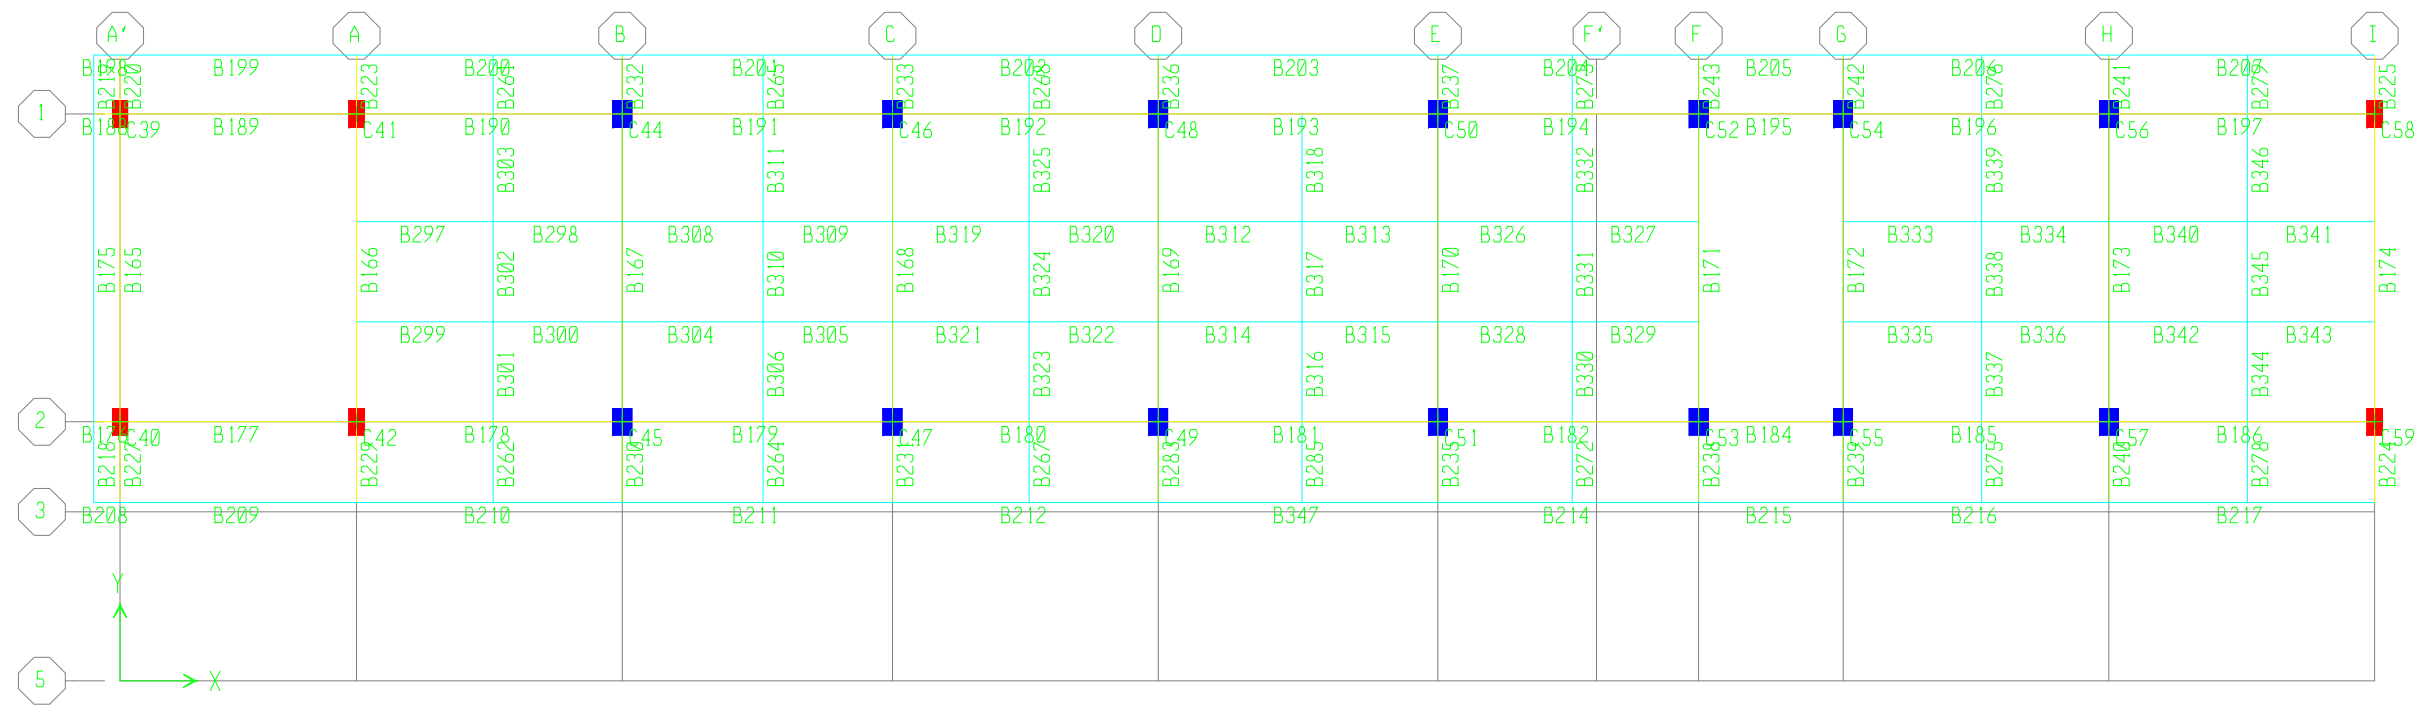 A' A B C D E F' F G H I
B198 B199 B200 B201 B202 B203 B204 B205 B206 B207
B220 B223 B261 B232 B263 B233 B268 B236 B237 B273 B243 B242 B276 B241 B279 B225
1
C39 C41 C44 C46 C48 C50 C52 C54 C56 C58
B188 B189 B190 B191 B192 B193 B194 B195 B196 B197
B303 B311 B325 B318 B332 B339 B346
B297 B298 B308 B309 B319 B320 B312 B313 B326 B327 B333 B334 B340 B341
B175 B165 B166 B302 B167 B310 B168 B324 B169 B317 B170 B331 B171 B172 B338 B173 B345 B174
B299 B300 B304 B305 B321 B322 B314 B315 B328 B329 B335 B336 B342 B343
B301 B306 B323 B316 B330 B337 B344
2
C40 C42 C45 C47 C49 C51 C53 C55 C57 C59
B177 B178 B179 B180 B181 B182 B184 B185 B186
B218 B227 B229 B262 B230 B264 B231 B267 B283 B285 B235 B272 B238 B239 B275 B240 B278 B224
3
B208 B209 B210 B211 B212 B347 B214 B215 B216 B217
Y
5
X